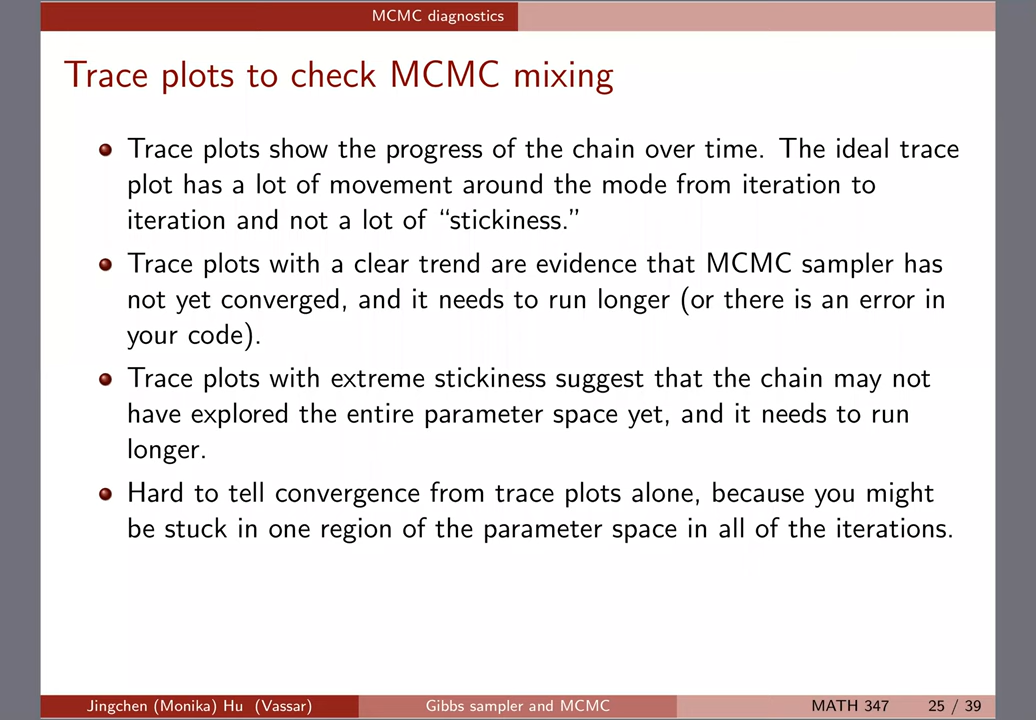 MCMC diagnostics
Trace plots to check MCMC mixing
Trace plots show the progress of the chain over time. The ideal trace
plot has a lot of movement around the mode from iteration to
iteration and not a lot of “stickiness.”
Trace plots with a clear trend are evidence that MCMC sampler has
not yet converged, and it needs to run longer (or there is an error in
your code).
Trace plots with extreme stickiness suggest that the chain may not
have explored the entire parameter space yet, and it needs to run
longer.
Hard to tell convergence from trace plots alone, because you might
be stuck in one region of the parameter space in all of the iterations.
Jingchen (Monika) Hu (Vassar) Gibbs sampler and MCMC MATH 347 25 / 39